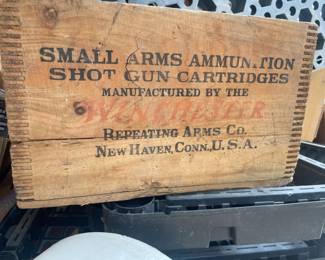 SMALL ARMS AMMUNITION
SHOT GUN CARTRIDGES
MANUFACTURED BY THE
WINCHESTER
REPEATING ARMS CO.
NEW HAVEN, CONN., U.S.A.